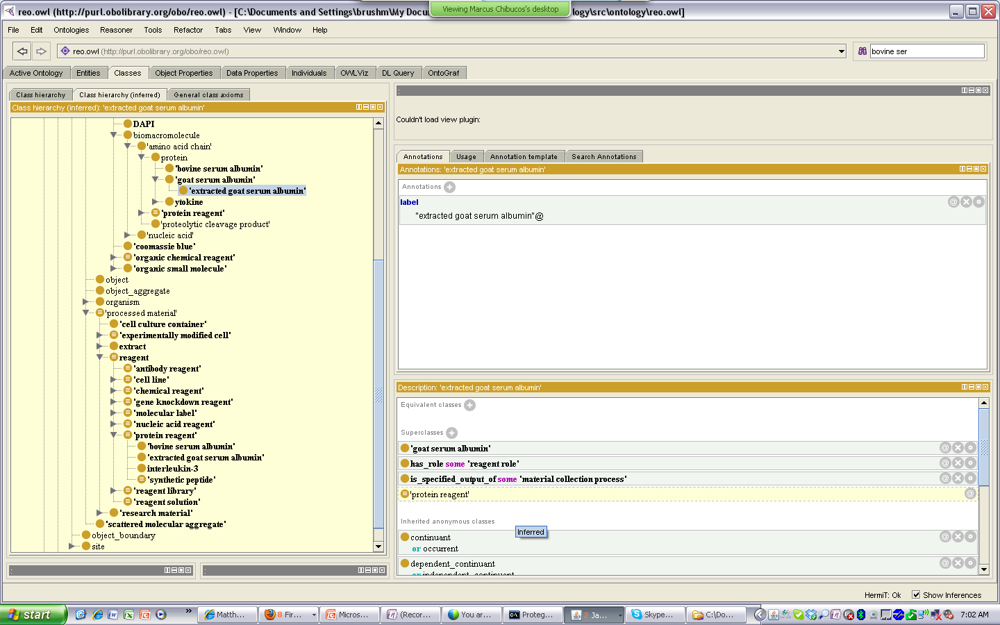 reo.owl (http://purl.obolibrary.org/obo/reo.owl) - [C:\Documents and Settings\brushm\My Docum
Viewing Marcus Chibucos's desktop
logy\src\ontology\reo.owl]
File Edit Ontologies Reasoner Tools Refactor Tabs View Window Help
reo.owl (http://purl.obolibrary.org/obo/reo.owl)
bovine ser
Active Ontology Entities Classes Object Properties Data Properties Individuals OWLViz DL Query OntoGraf
Class hierarchy Class hierarchy (inferred) General class axioms
Class hierarchy (inferred): 'extracted goat serum albumin'
DAPI
biomacromolecule
'amino acid chain'
protein
'bovine serum albumin'
'goat serum albumin'
'extracted goat serum albumin'
ytokine
'protein reagent'
'proteolytic cleavage product'
'nucleic acid'
'coomassie blue'
'organic chemical reagent'
'organic small molecule'
object
object_aggregate
organism
'processed material'
'cell culture container'
'experimentally modified cell'
extract
reagent
'antibody reagent'
'cell line'
'chemical reagent'
'gene knockdown reagent'
'molecular label'
'nucleic acid reagent'
'protein reagent'
'bovine serum albumin'
'extracted goat serum albumin'
interleukin-3
'synthetic peptide'
'reagent library'
'reagent solution'
'research material'
'scattered molecular aggregate'
object_boundary
site
:
:
:
Couldn't load view plugin:
Annotations Usage Annotation template Search Annotations
Annotations: 'extracted goat serum albumin'
Annotations
label
"extracted goat serum albumin"@
Description: 'extracted goat serum albumin'
Equivalent classes
Superclasses
'goat serum albumin'
has_role some 'reagent role'
is_specified_output_of some 'material collection process'
'protein reagent'
Inherited anonymous classes
Inferred
continuant
or occurrent
dependent_continuant
or independent_continuant
HermiT: Ok Show Inferences
start » Matth... 8 Fir... Micros... (Recor... You ar... Proteg... 2 Ja... Skype... C:\Do... 7:02 AM